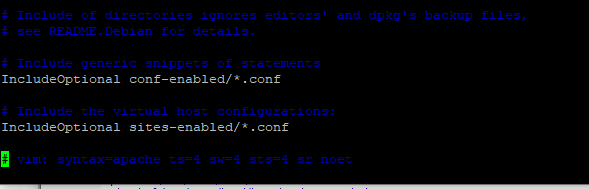 # Include of directories ignores editors' and dpkg's backup files,
# see README.Debian for details.
# Include generic snippets of statements
IncludeOptional conf-enabled/*.conf
# Include the virtual host configurations:
IncludeOptional sites-enabled/*.conf
# vim: syntax=apache ts=4 sw=4 sts=4 sr noet